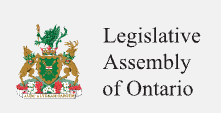 Legislative
Assembly
of Ontario